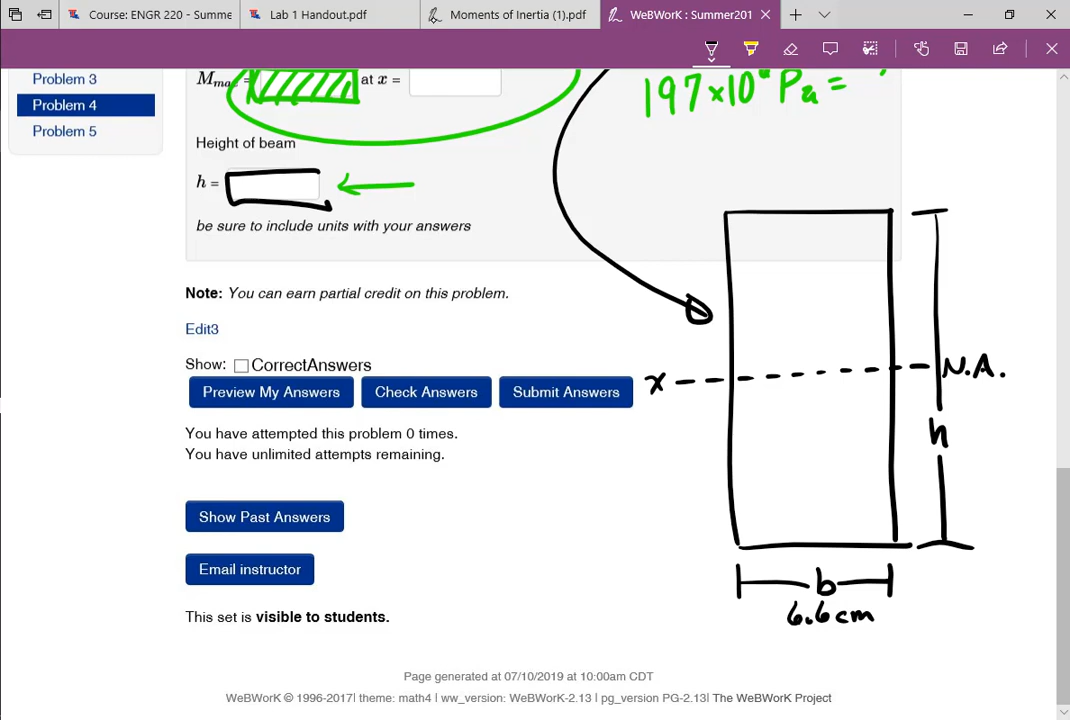 Course: ENGR 220 - Summe
Lab 1 Handout.pdf
Moments of Inertia (1).pdf
WeBWorK : Summer201
Problem 3
Problem 4
Problem 5
at x =
197×10 Pa =
Height of beam
h =
be sure to include units with your answers
Note: You can earn partial credit on this problem.
Edit3
Show: CorrectAnswers
Preview My Answers
Check Answers
Submit Answers
x
N.A.
h
You have attempted this problem 0 times.
You have unlimited attempts remaining.
Show Past Answers
Email instructor
b
6.6cm
This set is visible to students.
Page generated at 07/10/2019 at 10:00am CDT
WeBWorK © 1996-2017| theme: math4 | ww_version: WeBWorK-2.13 | pg_version PG-2.13| The WeBWorK Project